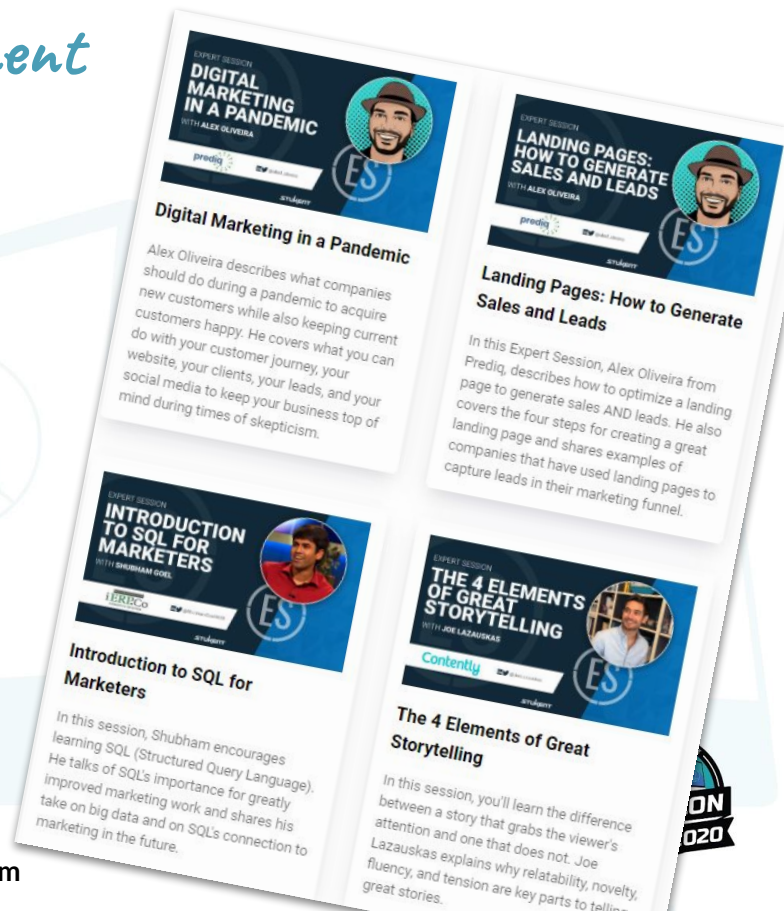 EXPERT SESSION
DIGITAL
MARKETING
IN A PANDEMIC
WITH ALEX OLIVEIRA
prediq
ES
STUKENT
Digital Marketing in a Pandemic
Alex Oliveira describes what companies
should do during a pandemic to acquire
new customers while also keeping current
customers happy. He covers what you can
do with your customer journey, your
website, your clients, your leads, and your
social media to keep your business top of
mind during times of skepticism.
EXPERT SESSION
LANDING PAGES:
HOW TO GENERATE
SALES AND LEADS
WITH ALEX OLIVEIRA
prediq
ES
STUKENT
Landing Pages: How to Generate
Sales and Leads
In this Expert Session, Alex Oliveira from
Prediq, describes how to optimize a landing
page to generate sales AND leads. He also
covers the four steps for creating a great
landing page and shares examples of
companies that have used landing pages to
capture leads in their marketing funnel.
EXPERT SESSION
INTRODUCTION
TO SQL FOR
MARKETERS
WITH SHUBHAM GOEL
ES
STUKENT
Introduction to SQL for
Marketers
In this session, Shubham encourages
learning SQL (Structured Query Language).
He talks of SQL's importance for greatly
improved marketing work and shares his
take on big data and on SQL's connection to
marketing in the future.
EXPERT SESSION
THE 4 ELEMENTS
OF GREAT
STORYTELLING
WITH JOE LAZAUSKAS
Contently
ES
STUKENT
The 4 Elements of Great
Storytelling
In this session, you'll learn the difference
between a story that grabs the viewer's
attention and one that does not. Joe
Lazauskas explains why relatability, novelty,
fluency, and tension are key parts to telling
great stories.
ON
2020